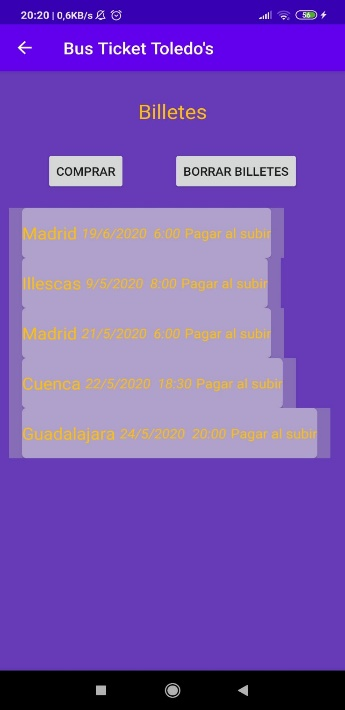 20:20 | 0,6KB/s 56
Bus Ticket Toledo's
Billetes
COMPRAR BORRAR BILLETES
Madrid 19/6/2020 6:00 Pagar al subir
Illescas 9/5/2020 8:00 Pagar al subir
Madrid 21/5/2020 6:00 Pagar al subir
Cuenca 22/5/2020 18:30 Pagar al subir
Guadalajara 24/5/2020 20:00 Pagar al subir